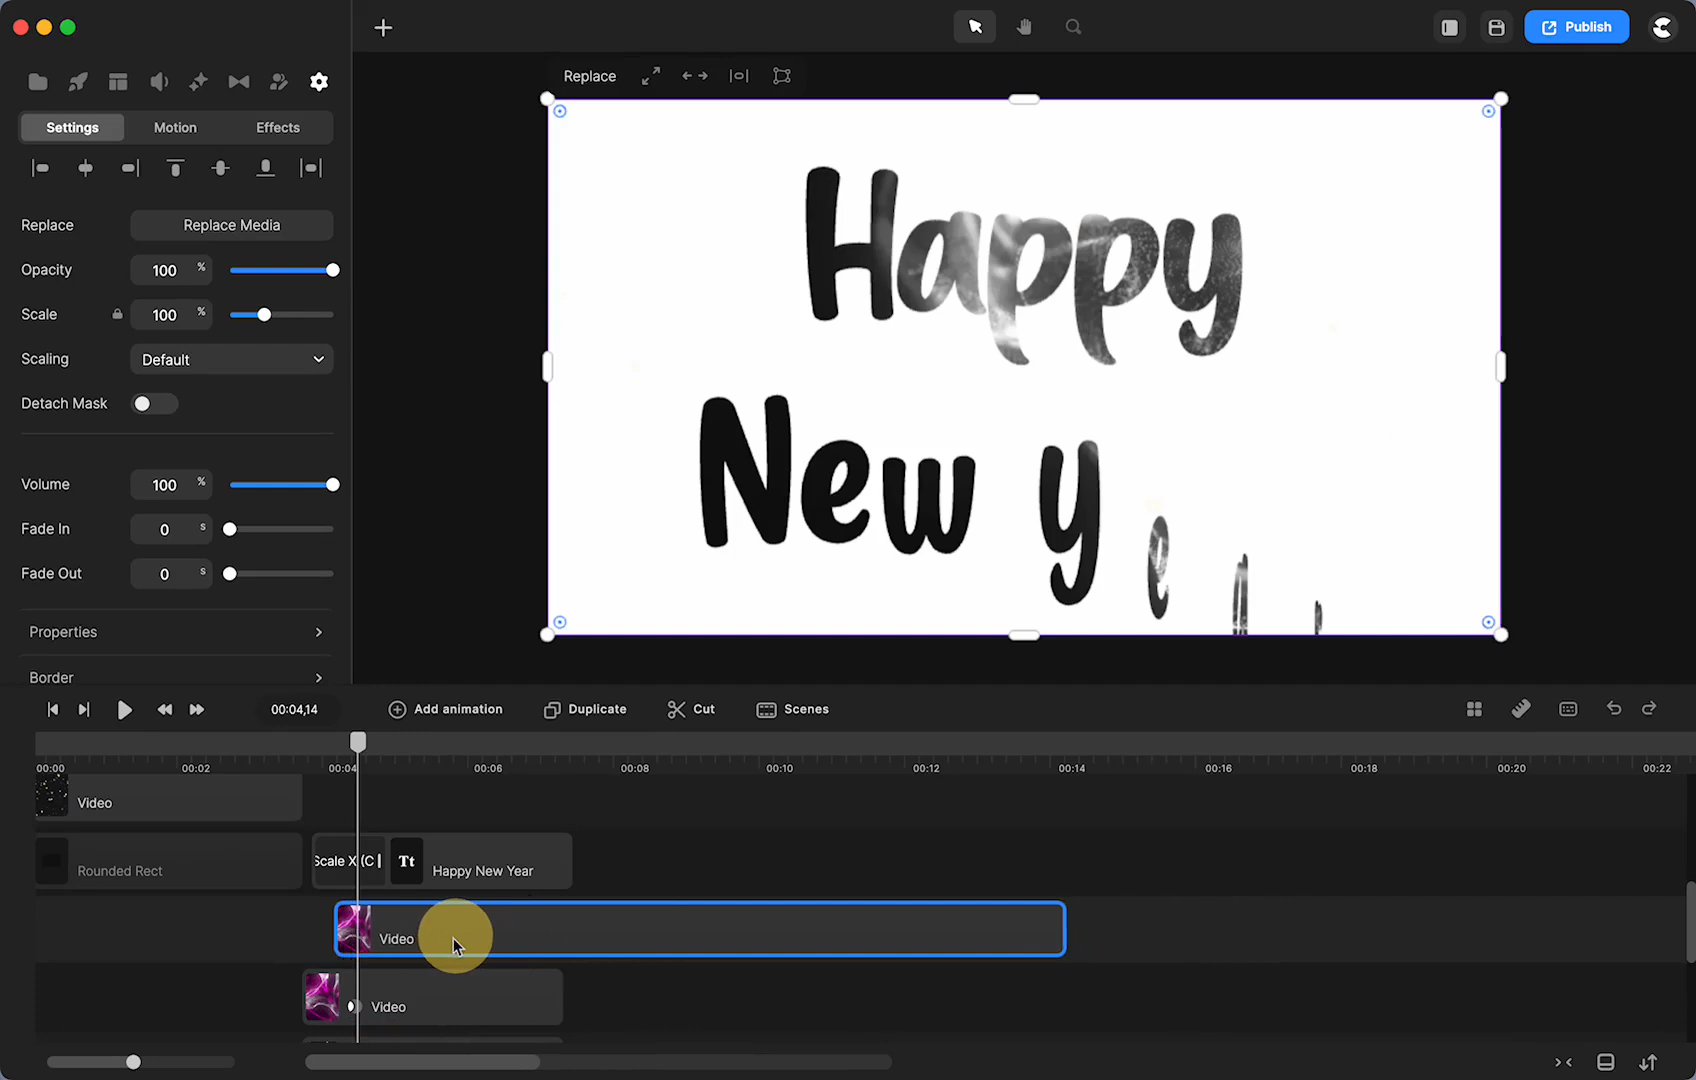 Publish
Replace
Settings Motion Effects
Replace Replace Media
Opacity 100 %
Scale 100 %
Scaling Default
Detach Mask
Volume 100 %
Fade In 0 s
Fade Out 0 s
Properties
Border
Happy
New y e
00:04,14 Add animation Duplicate Cut Scenes
00:00 00:02 00:04 00:06 00:08 00:10 00:12 00:14 00:16 00:18 00:20 00:22
Video
Rounded Rect Scale X (C Tt Happy New Year
Video
Video